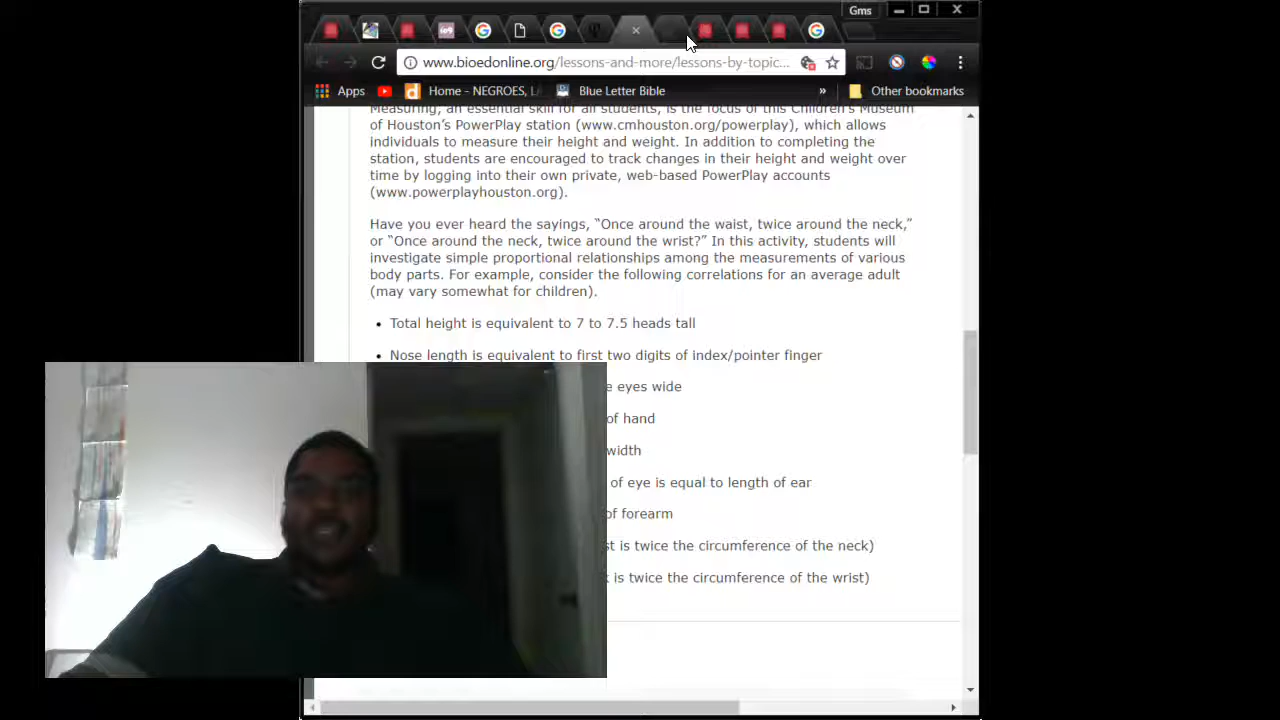 Gms
www.bioedonline.org/lessons-and-more/lessons-by-topic...
Apps
Home - NEGROES, L
Blue Letter Bible
»
Other bookmarks
Measuring, an essential skill for all students, is the focus of this Children's Museum
of Houston's PowerPlay station (www.cmhouston.org/powerplay), which allows
individuals to measure their height and weight. In addition to completing the
station, students are encouraged to track changes in their height and weight over
time by logging into their own private, web-based PowerPlay accounts
(www.powerplayhouston.org).
Have you ever heard the sayings, “Once around the waist, twice around the neck,”
or “Once around the neck, twice around the wrist?” In this activity, students will
investigate simple proportional relationships among the measurements of various
body parts. For example, consider the following correlations for an average adult
(may vary somewhat for children).
• Total height is equivalent to 7 to 7.5 heads tall
• Nose length is equivalent to first two digits of index/pointer finger
eyes wide
of hand
width
of eye is equal to length of ear
of forearm
is twice the circumference of the neck)
is twice the circumference of the wrist)